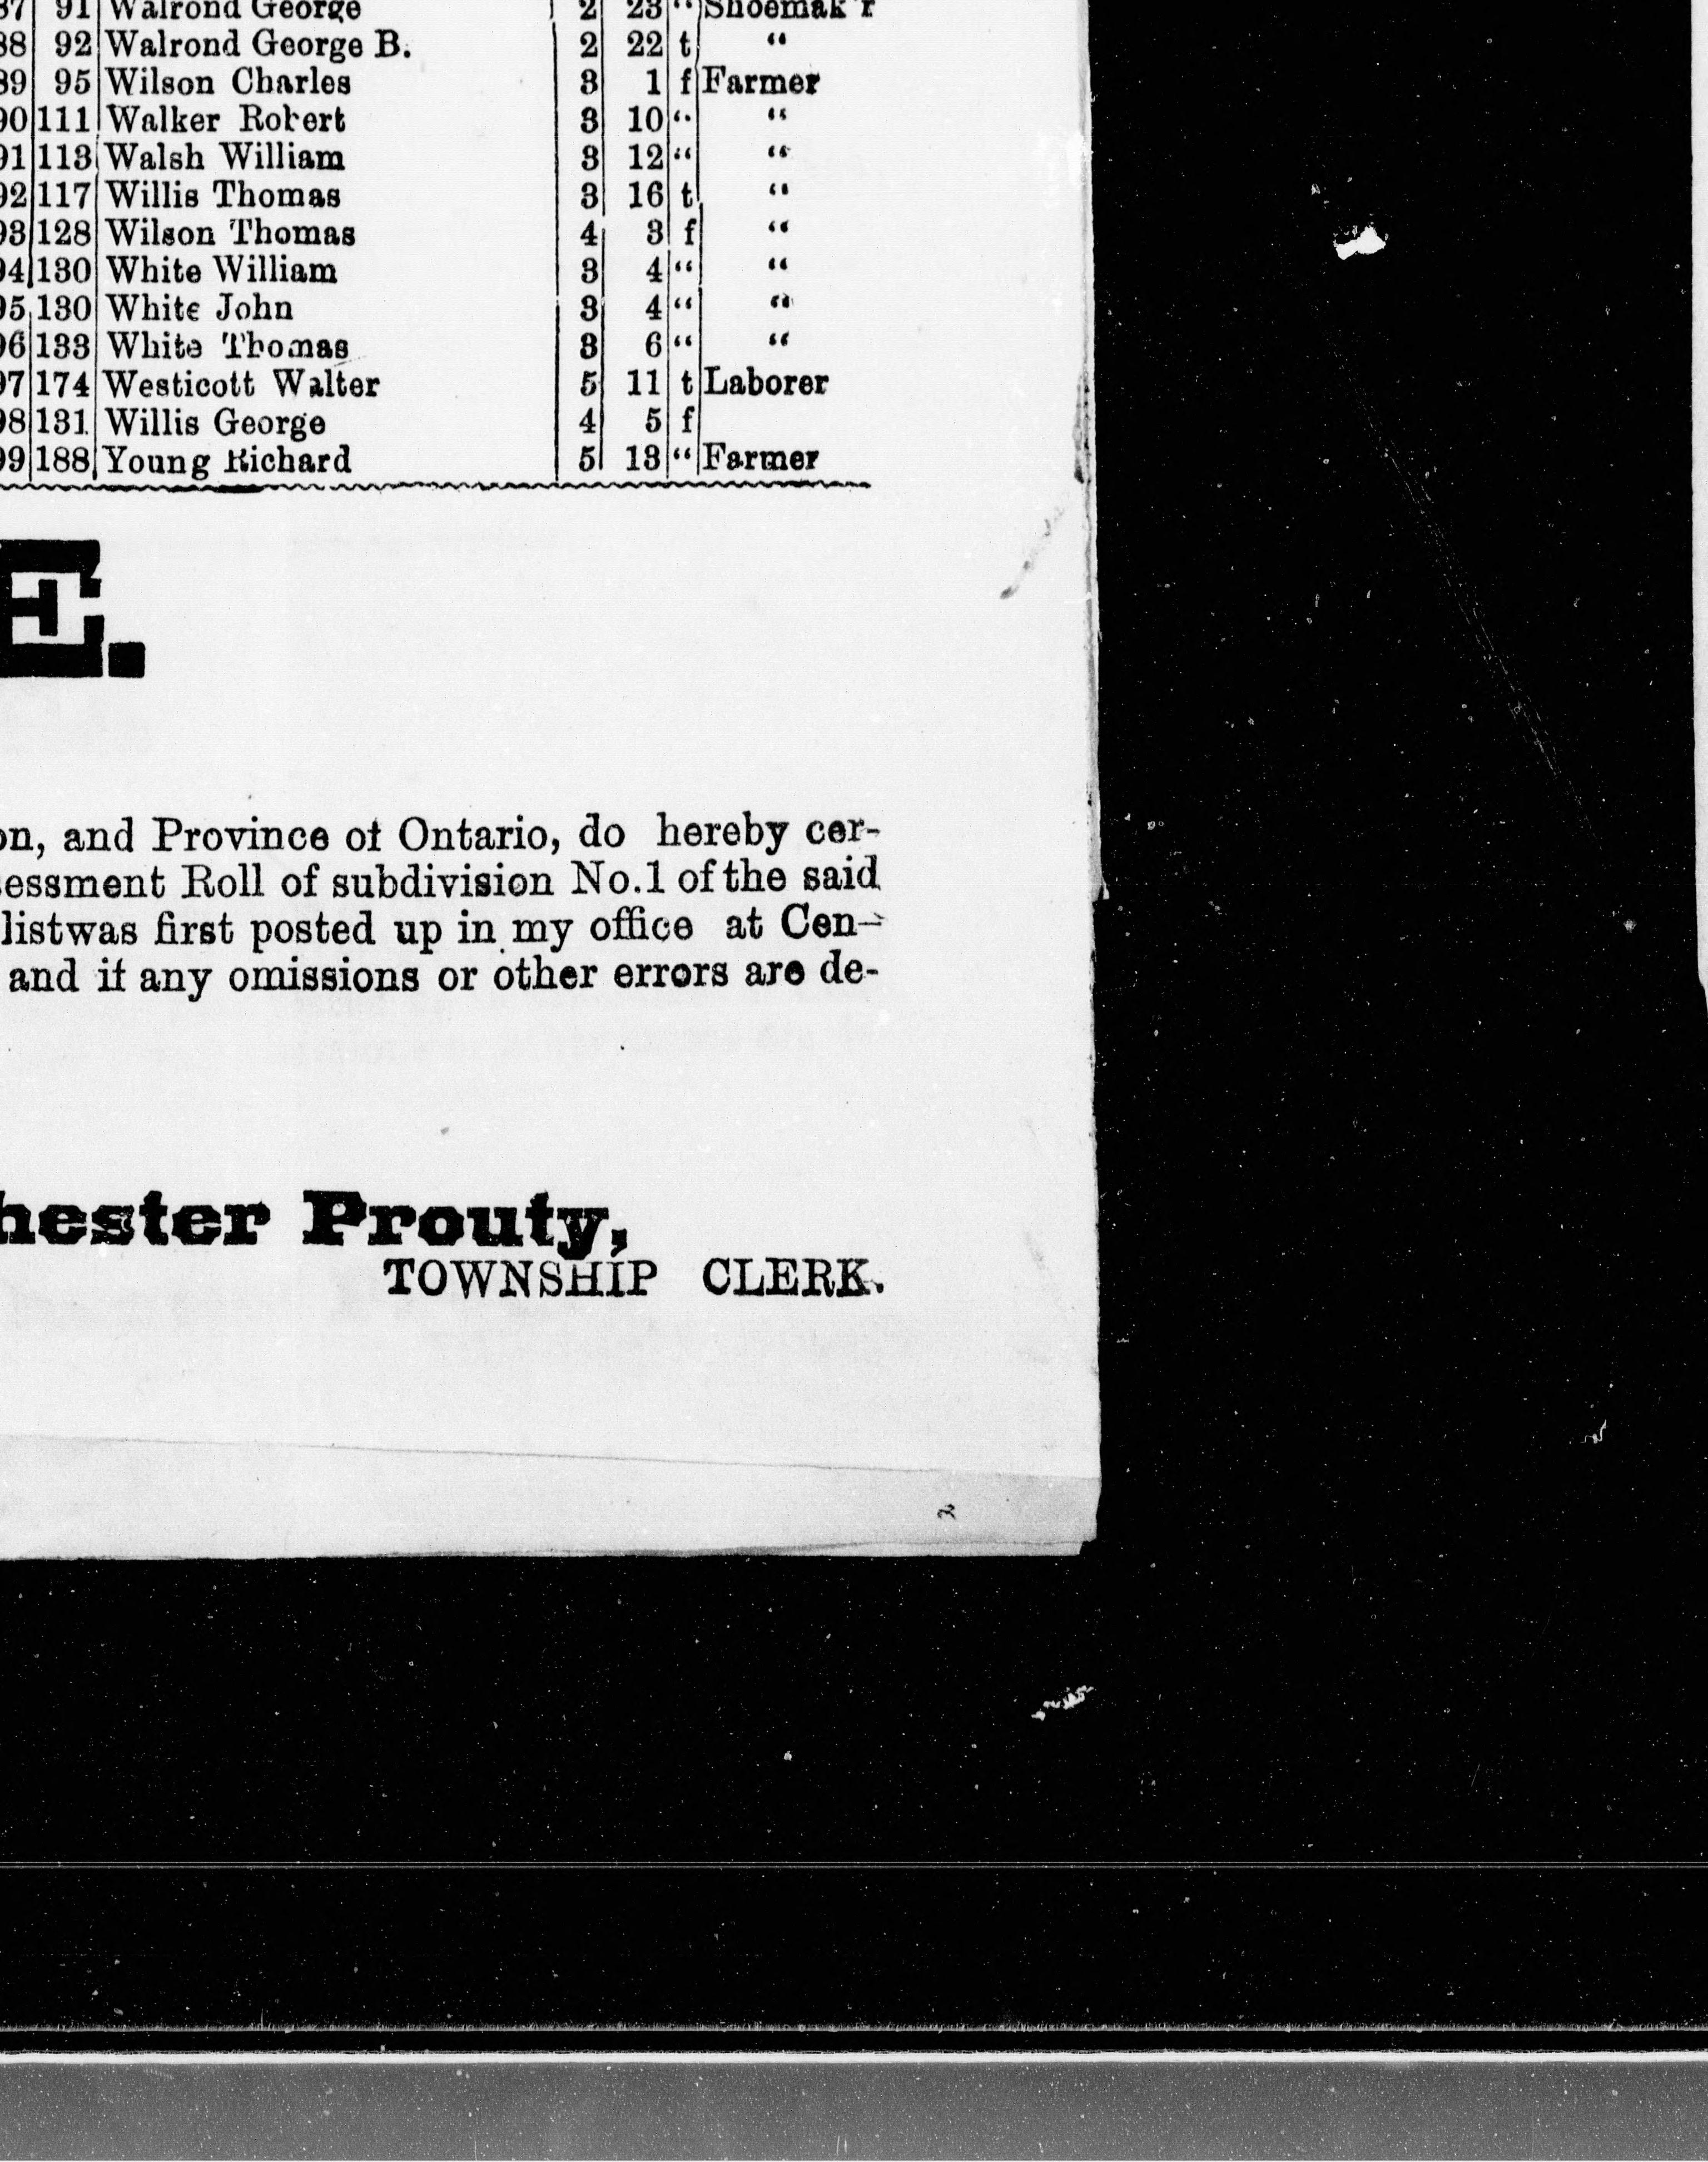 37 91 Walrond George 2 23 “ Shoemak'r
38 92 Walrond George B. 2 22 t “
39 95 Wilson Charles 3 1 f Farmer
90 111 Walker Robert 3 10 “ “
91 113 Walsh William 3 12 “ “
92 117 Willis Thomas 3 16 t “
93 128 Wilson Thomas 4 3 f “
94 130 White William 3 4 “ “
95 130 White John 3 4 “ “
96 133 White Thomas 3 6 “ “
97 174 Westicott Walter 5 11 t Laborer
98 131 Willis George 4 5 f
99 188 Young Richard 5 13 “ Farmer
E.
on, and Province of Ontario, do hereby cer-
sessment Roll of subdivision No.1 of the said
listwas first posted up in my office at Cen-
and if any omissions or other errors are de-
hester Prouty,
TOWNSHIP CLERK.